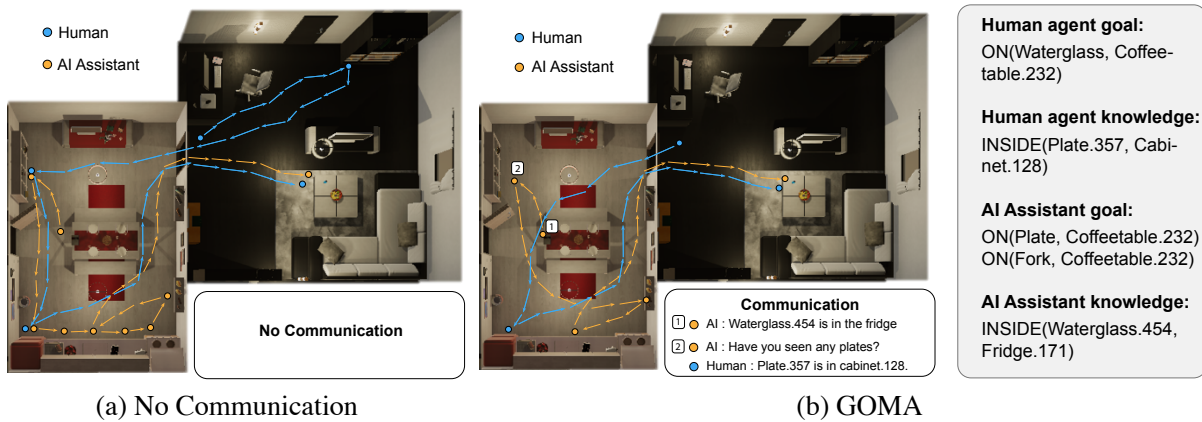 Human
AI Assistant
No Communication
(a) No Communication
Human
AI Assistant
2
1
Communication
1 AI : Waterglass.454 is in the fridge
2 AI : Have you seen any plates?
Human : Plate.357 is in cabinet.128.
(b) GOMA
Human agent goal:
ON(Waterglass, Coffee-
table.232)
Human agent knowledge:
INSIDE(Plate.357, Cabi-
net.128)
AI Assistant goal:
ON(Plate, Coffeetable.232)
ON(Fork, Coffeetable.232)
AI Assistant knowledge:
INSIDE(Waterglass.454,
Fridge.171)